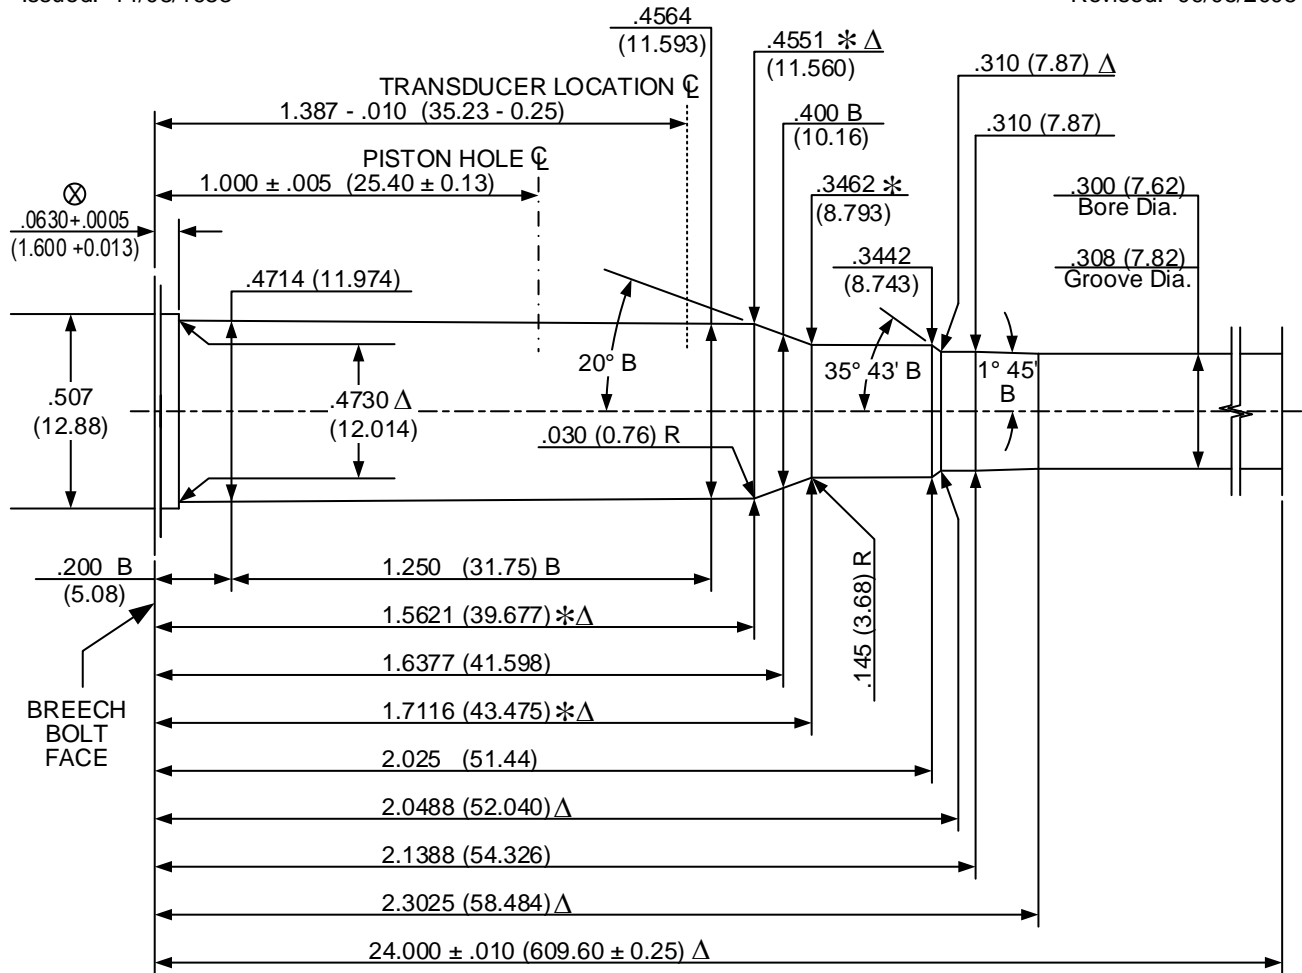 .4564
(11.593)
.4551 ✻ Δ
(11.560)
.310 (7.87) Δ
TRANSDUCER LOCATION ℄
1.387 - .010 (35.23 - 0.25)
.400 B
(10.16)
.310 (7.87)
PISTON HOLE ℄
1.000 ± .005 (25.40 ± 0.13)
⊗
.0630+.0005
(1.600 +0.013)
.3462 ✻
(8.793)
.300 (7.62)
Bore Dia.
.4714 (11.974)
.3442
(8.743)
.308 (7.82)
Groove Dia.
20° B
35° 43' B
1° 45'
B
.507
(12.88)
.4730 Δ
(12.014)
.030 (0.76) R
.145 (3.68) R
.200 B
(5.08)
1.250 (31.75) B
1.5621 (39.677) ✻Δ
1.6377 (41.598)
BREECH
BOLT
FACE
1.7116 (43.475) ✻Δ
2.025 (51.44)
2.0488 (52.040) Δ
2.1388 (54.326)
2.3025 (58.484) Δ
24.000 ± .010 (609.60 ± 0.25) Δ